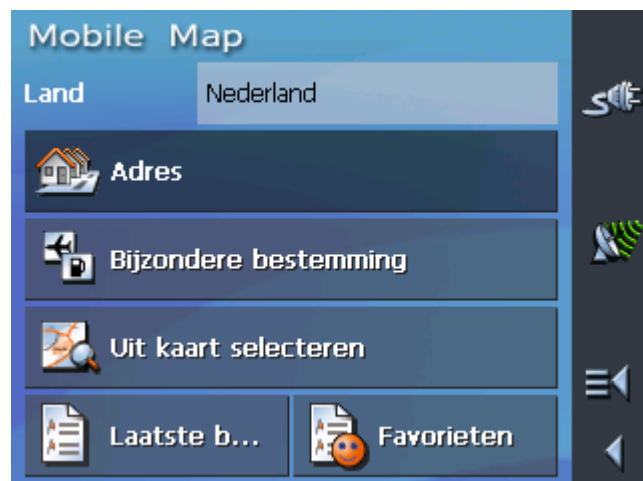 Mobile Map
Land Nederland
Adres
Bijzondere bestemming
Uit kaart selecteren
Laatste b... Favorieten